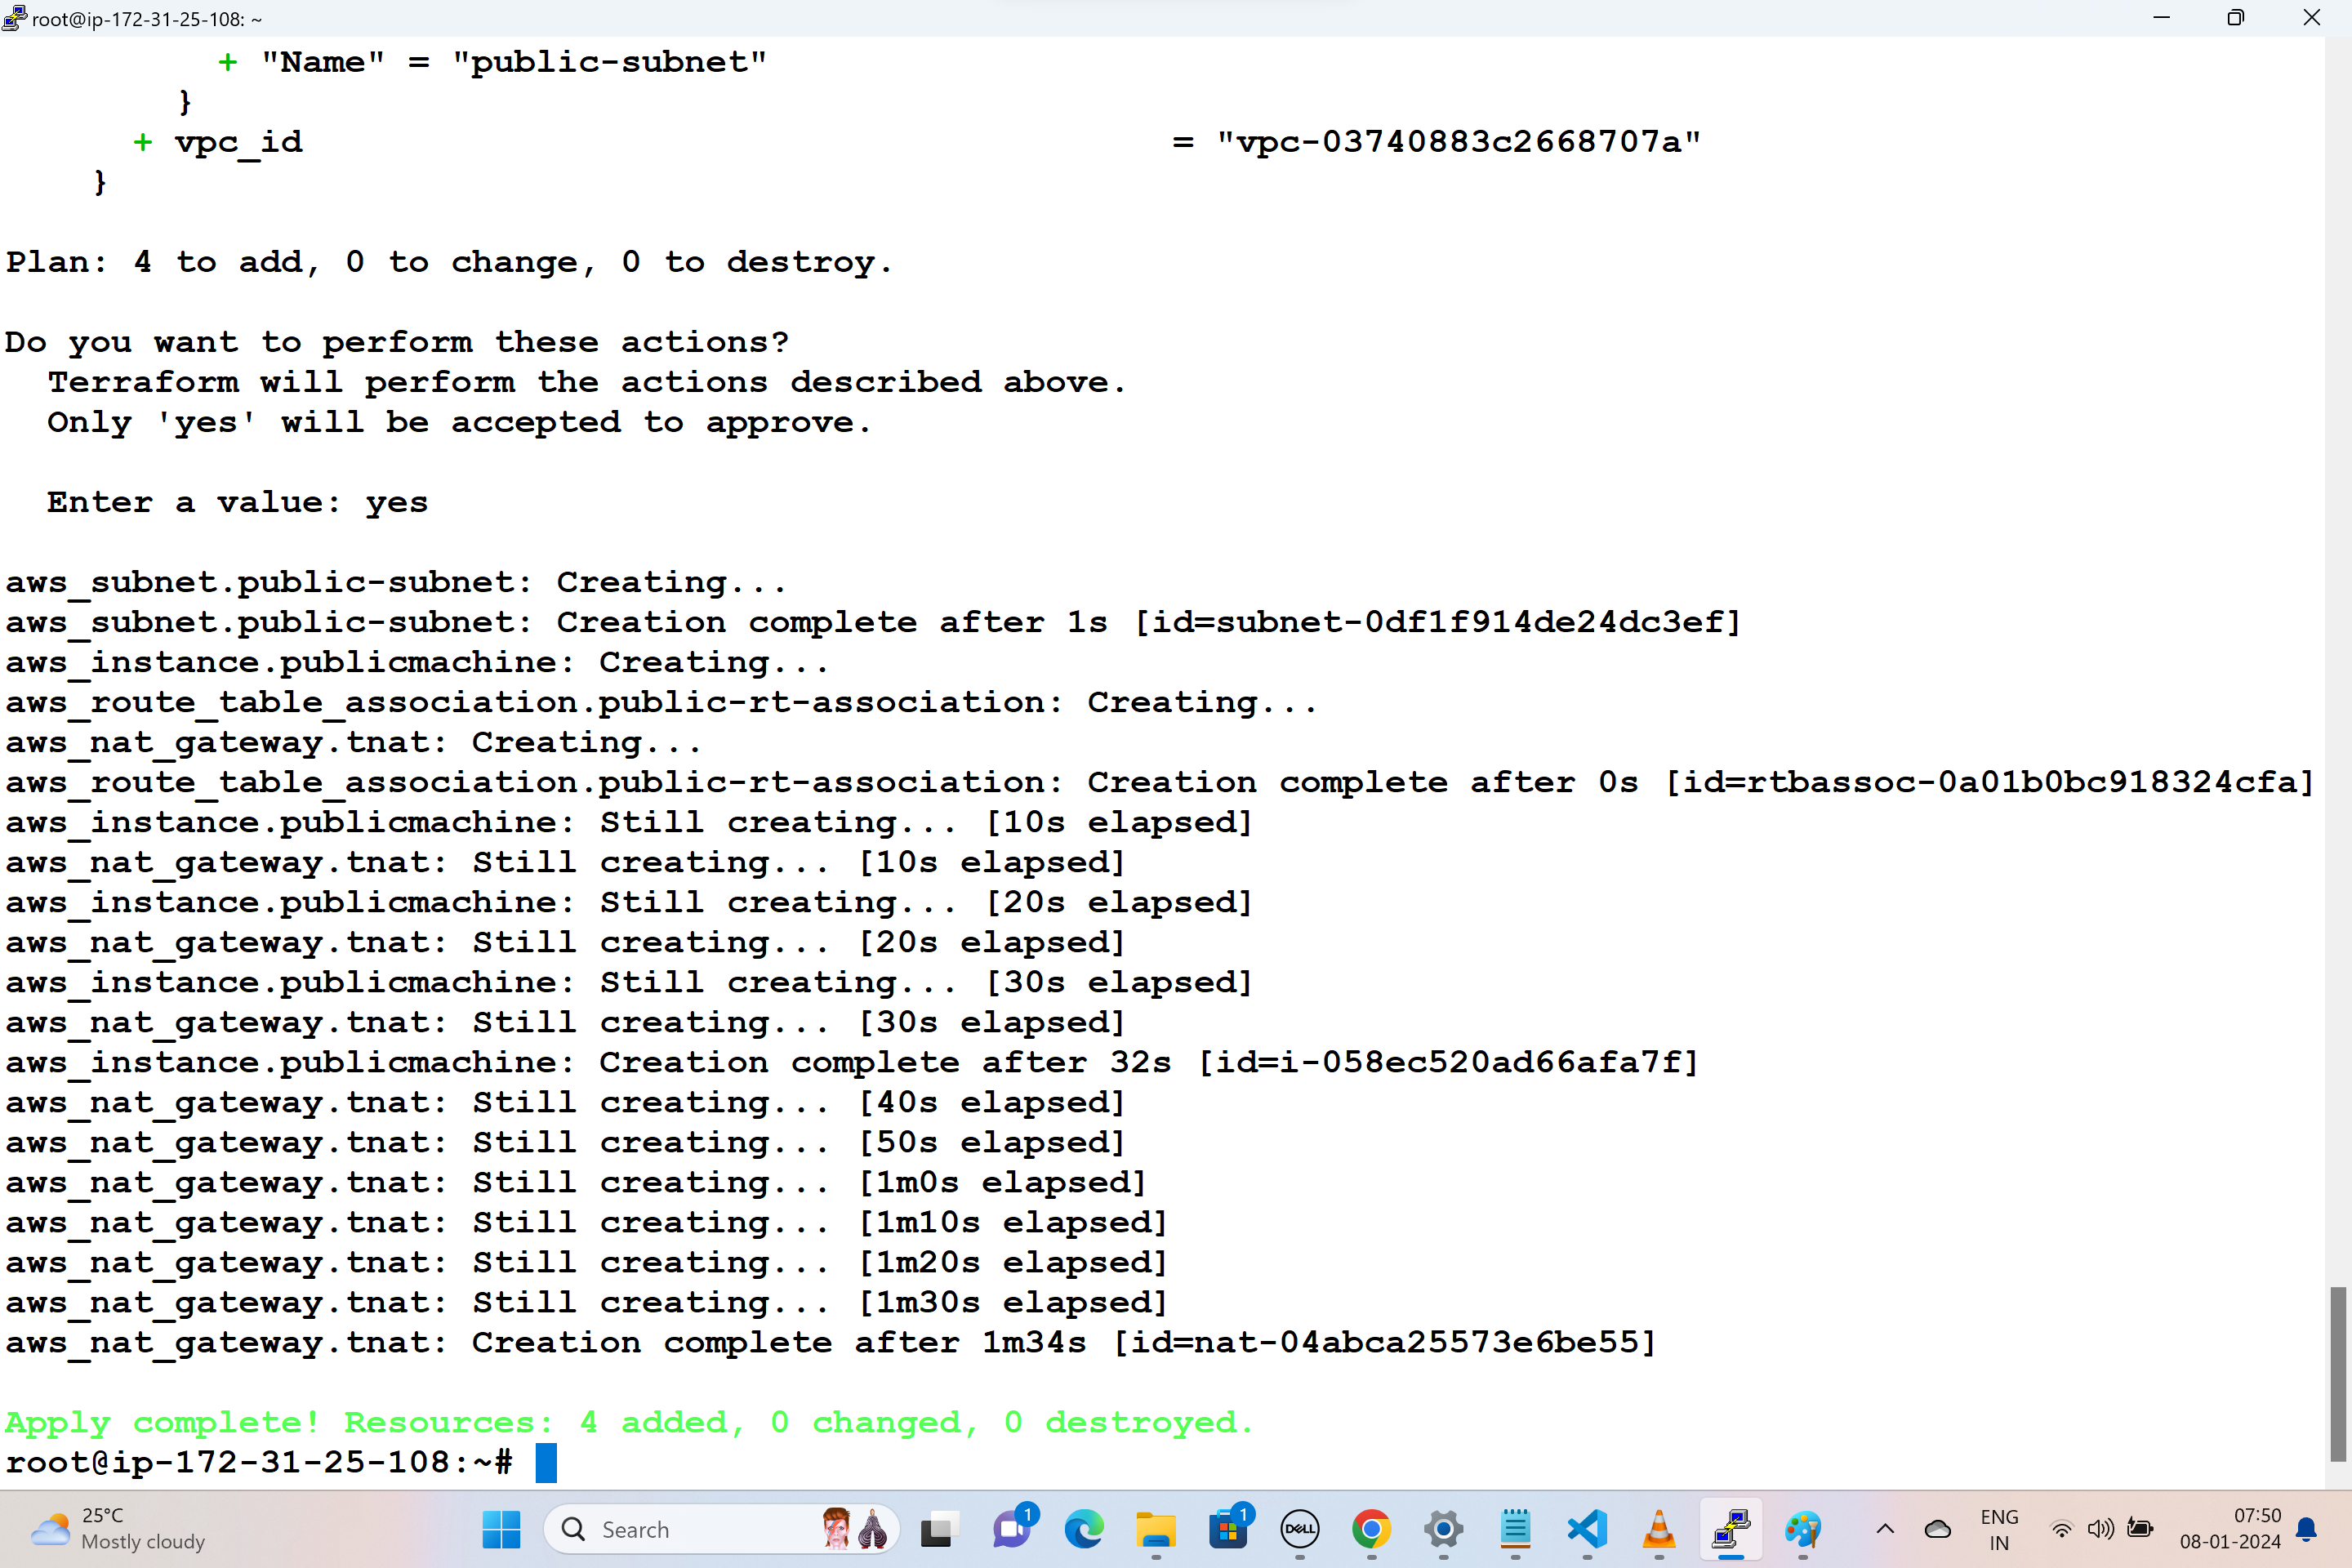 root@ip-172-31-25-108: ~
+ "Name" = "public-subnet"
}
+ vpc_id = "vpc-03740883c2668707a"
}
Plan: 4 to add, 0 to change, 0 to destroy.
Do you want to perform these actions?
Terraform will perform the actions described above.
Only 'yes' will be accepted to approve.
Enter a value: yes
aws_subnet.public-subnet: Creating...
aws_subnet.public-subnet: Creation complete after 1s [id=subnet-0df1f914de24dc3ef]
aws_instance.publicmachine: Creating...
aws_route_table_association.public-rt-association: Creating...
aws_nat_gateway.tnat: Creating...
aws_route_table_association.public-rt-association: Creation complete after 0s [id=rtbassoc-0a01b0bc918324cfa]
aws_instance.publicmachine: Still creating... [10s elapsed]
aws_nat_gateway.tnat: Still creating... [10s elapsed]
aws_instance.publicmachine: Still creating... [20s elapsed]
aws_nat_gateway.tnat: Still creating... [20s elapsed]
aws_instance.publicmachine: Still creating... [30s elapsed]
aws_nat_gateway.tnat: Still creating... [30s elapsed]
aws_instance.publicmachine: Creation complete after 32s [id=i-058ec520ad66afa7f]
aws_nat_gateway.tnat: Still creating... [40s elapsed]
aws_nat_gateway.tnat: Still creating... [50s elapsed]
aws_nat_gateway.tnat: Still creating... [1m0s elapsed]
aws_nat_gateway.tnat: Still creating... [1m10s elapsed]
aws_nat_gateway.tnat: Still creating... [1m20s elapsed]
aws_nat_gateway.tnat: Still creating... [1m30s elapsed]
aws_nat_gateway.tnat: Creation complete after 1m34s [id=nat-04abca25573e6be55]
Apply complete! Resources: 4 added, 0 changed, 0 destroyed.
root@ip-172-31-25-108:~#
25°C
Mostly cloudy
Search
1
1
DELL
ENG
IN
07:50
08-01-2024